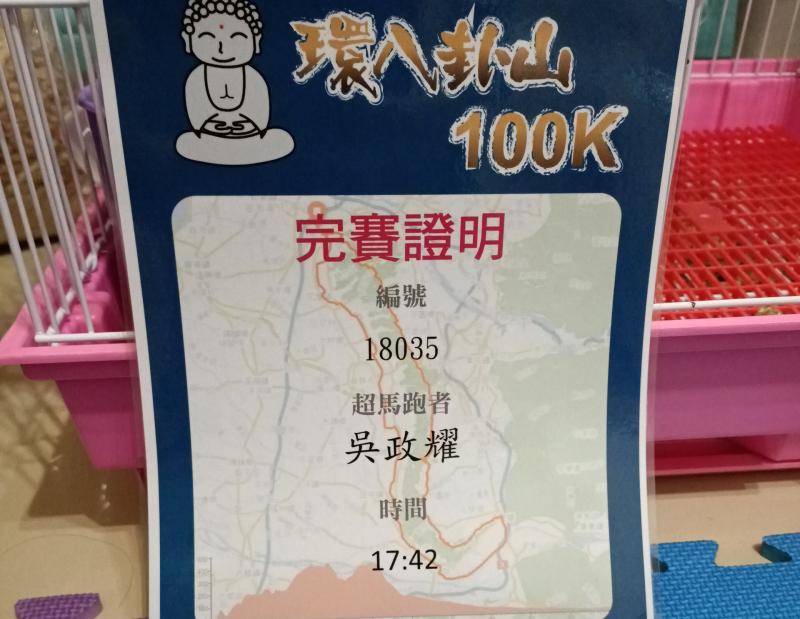 環八卦山
100K
完賽證明
編號
18035
超馬跑者
吳政耀
時間
17:42